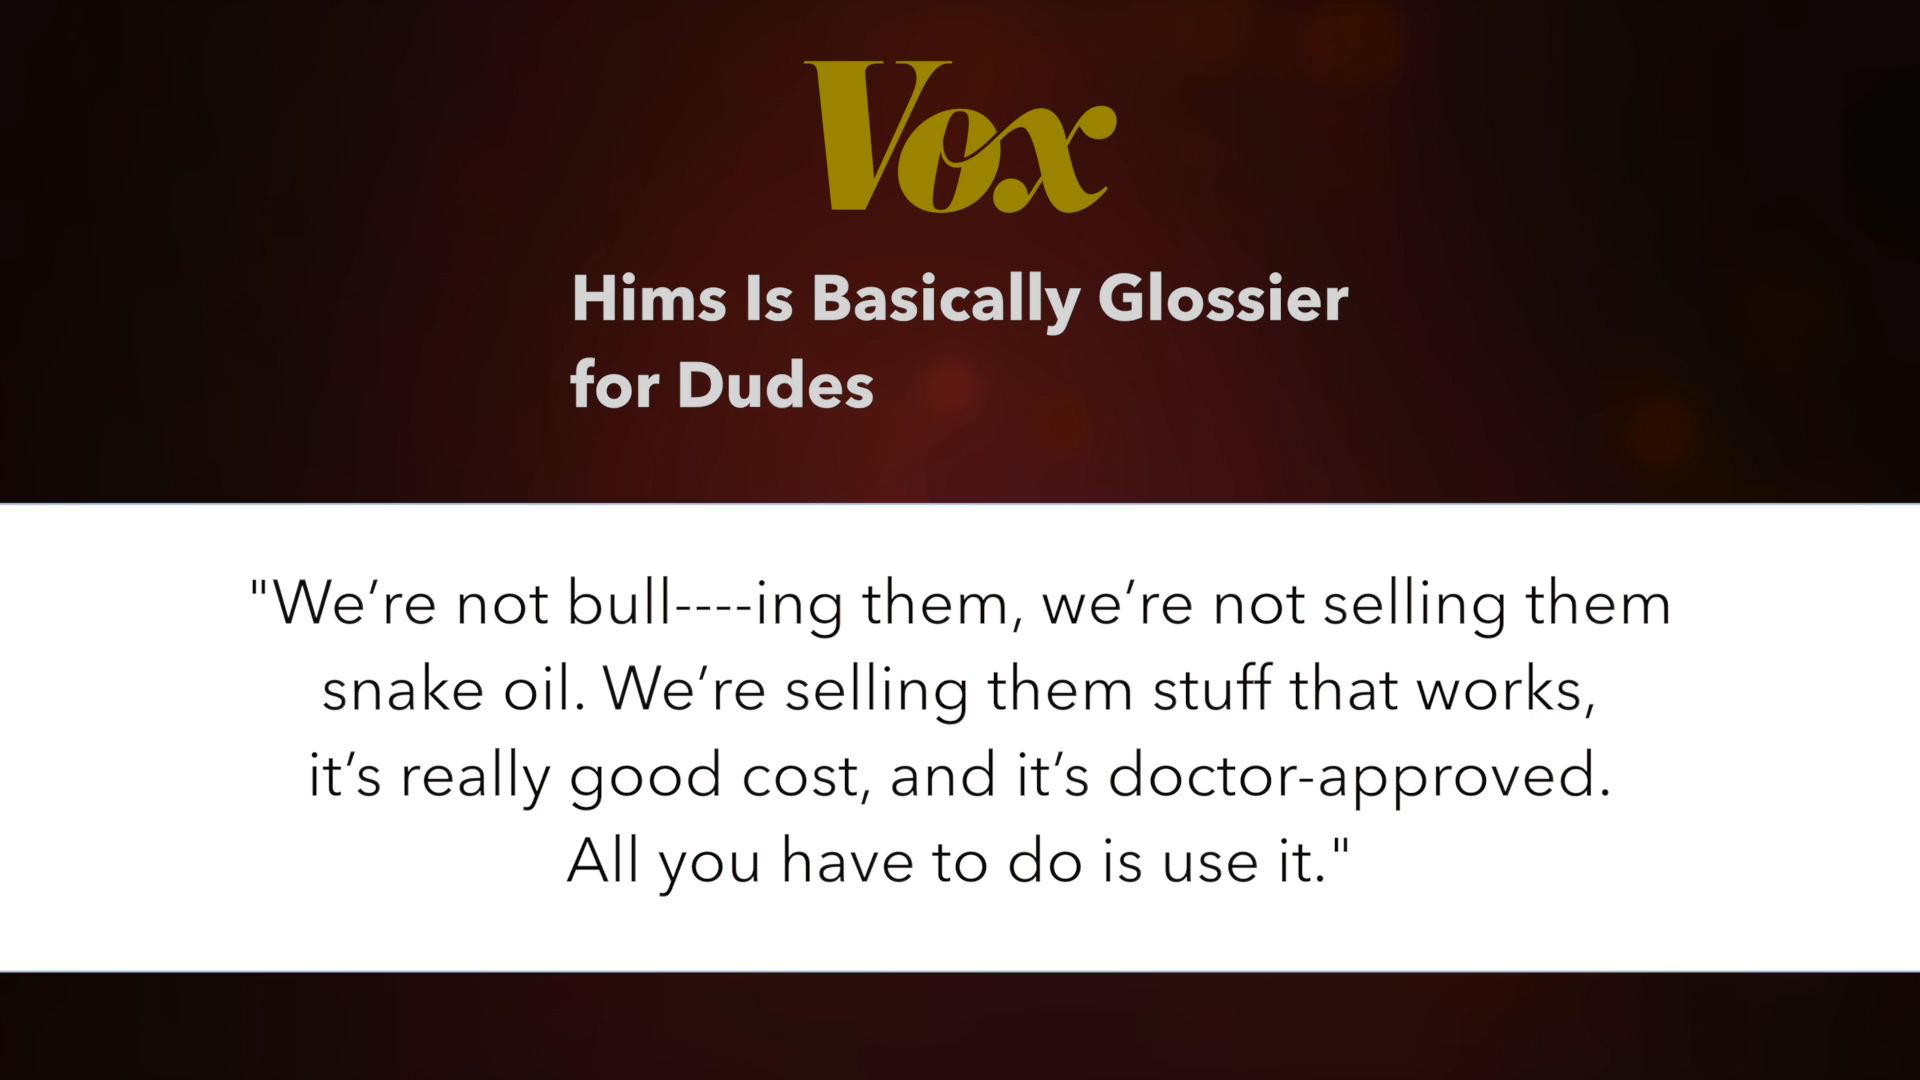 Vox
Hims Is Basically Glossier
for Dudes
"We’re not bull----ing them, we’re not selling them
snake oil. We’re selling them stuff that works,
it’s really good cost, and it’s doctor-approved.
All you have to do is use it."